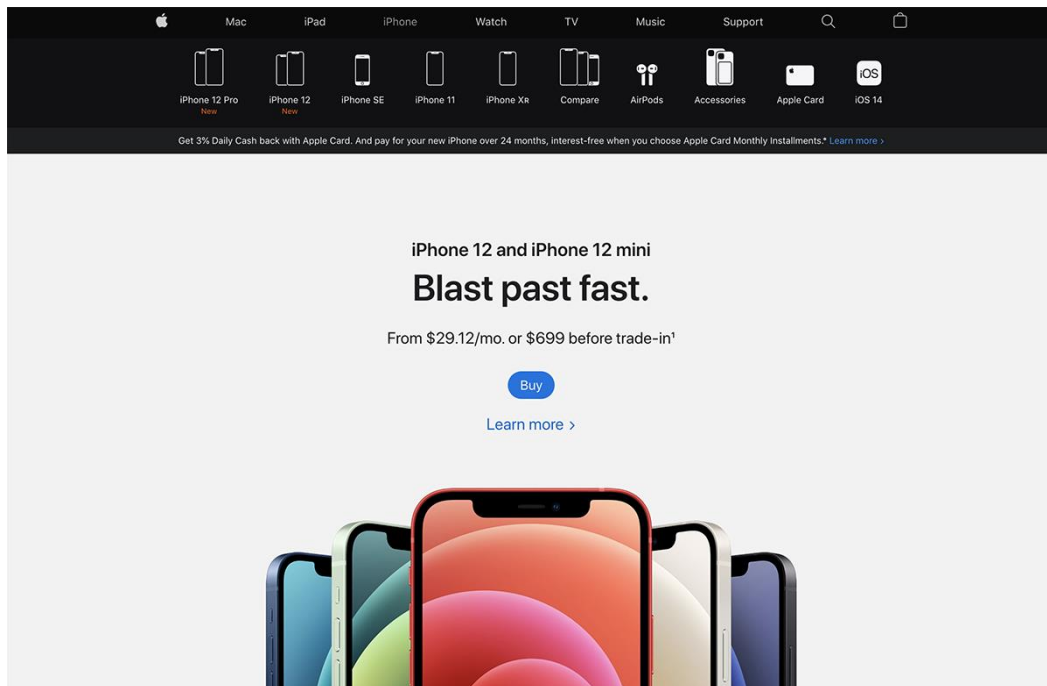 Mac iPad iPhone Watch TV Music Support
iPhone 12 Pro iPhone 12 iPhone SE iPhone 11 iPhone XR Compare AirPods Accessories Apple Card iOS iOS 14
New New
Get 3% Daily Cash back with Apple Card. And pay for your new iPhone over 24 months, interest-free when you choose Apple Card Monthly Installments.* Learn more >
iPhone 12 and iPhone 12 mini
Blast past fast.
From $29.12/mo. or $699 before trade-in¹
Buy
Learn more >